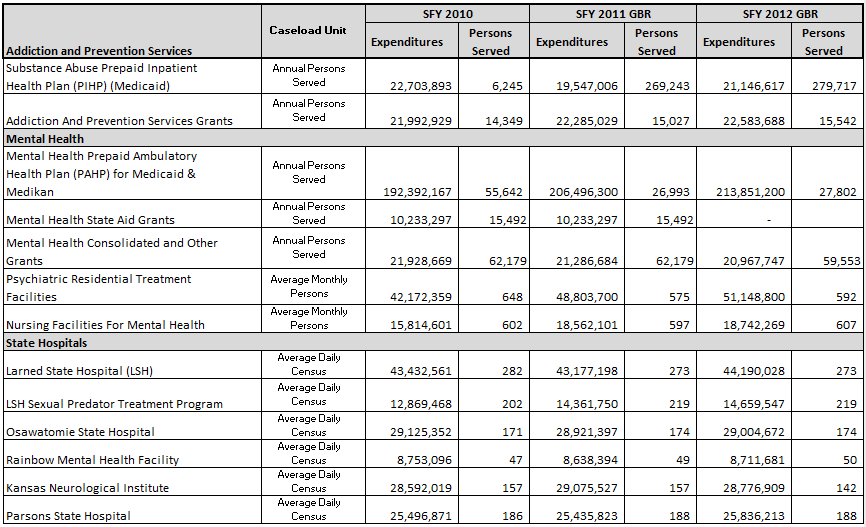 SFY 2010 SFY 2011 GBR SFY 2012 GBR
Addiction and Prevention Services Caseload Unit Expenditures Persons Served Expenditures Persons Served Expenditures Persons Served
Substance Abuse Prepaid Inpatient Annual Persons
Health Plan (PIHP) (Medicaid) Served 22,703,893 6,245 19,547,006 269,243 21,146,617 279,717
Annual Persons
Addiction And Prevention Services Grants Served 21,992,929 14,349 22,285,029 15,027 22,583,688 15,542
Mental Health
Mental Health Prepaid Ambulatory
Health Plan (PAHP) for Medicaid & Annual Persons
Medikan Served 192,392,167 55,642 206,496,300 26,993 213,851,200 27,802
Annual Persons
Mental Health State Aid Grants Served 10,233,297 15,492 10,233,297 15,492 -
Mental Health Consolidated and Other Annual Persons
Grants Served 21,928,669 62,179 21,286,684 62,179 20,967,747 59,553
Psychiatric Residential Treatment Average Monthly
Facilities Persons 42,172,359 648 48,803,700 575 51,148,800 592
Average Monthly
Nursing Facilities For Mental Health Persons 15,814,601 602 18,562,101 597 18,742,269 607
State Hospitals
Average Daily
Larned State Hospital (LSH) Census 43,432,561 282 43,177,198 273 44,190,028 273
Average Daily
LSH Sexual Predator Treatment Program Census 12,869,468 202 14,361,750 219 14,659,547 219
Average Daily
Osawatomie State Hospital Census 29,125,352 171 28,921,397 174 29,004,672 174
Average Daily
Rainbow Mental Health Facility Census 8,753,096 47 8,638,394 49 8,711,681 50
Average Daily
Kansas Neurological Institute Census 28,592,019 157 29,075,527 157 28,776,909 142
Average Daily
Parsons State Hospital Census 25,496,871 186 25,435,823 188 25,836,213 188